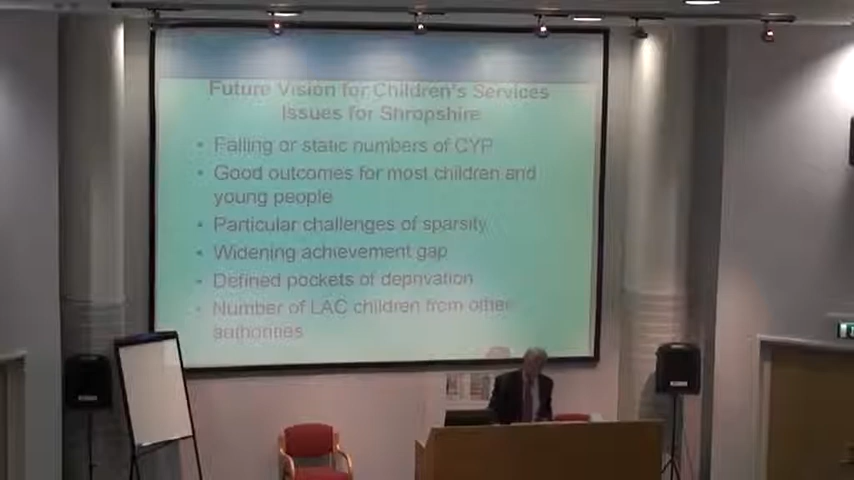 Future Vision for Children's Services
Issues for Shropshire
• Falling or static numbers of CYP
• Good outcomes for most children and
young people
• Particular challenges of sparsity
• Widening achievement gap
• Defined pockets of deprivation
• Number of LAC children from other
authorities